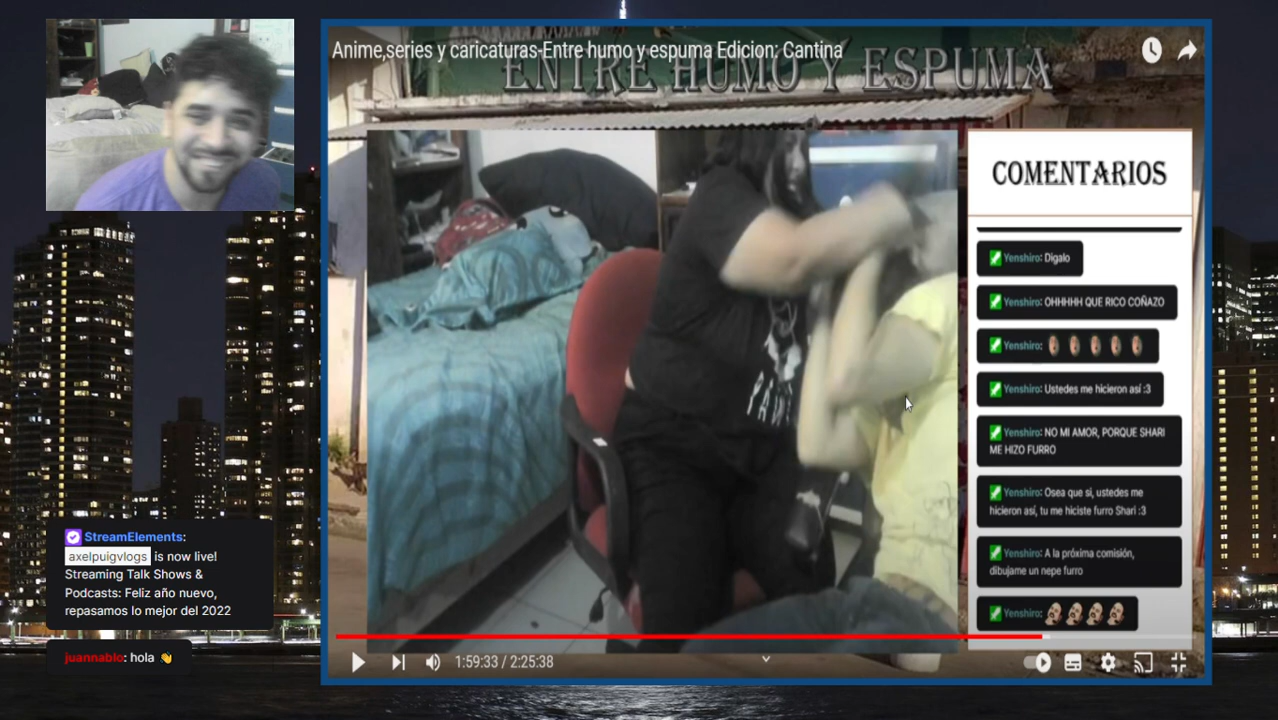 Anime,series y caricaturas-Entre humo y espuma Edicion: Cantina
ENTRE HUMO Y ESPUMA
COMENTARIOS
Yenshiro: Digalo
Yenshiro: OHHHHH QUE RICO COÑAZO
Yenshiro:
Yenshiro: Ustedes me hicieron así :3
Yenshiro: NO MI AMOR, PORQUE SHARI
ME HIZO FURRO
Yenshiro: Osea que si, ustedes me
hicieron así, tu me hiciste furro Shari :3
Yenshiro: A la próxima comisión,
dibujame un nepe furro
Yenshiro:
1:59:33 / 2:25:38
StreamElements:
axelpuigvlogs is now live!
Streaming Talk Shows &
Podcasts: Feliz año nuevo,
repasamos lo mejor del 2022
juannablo: hola 👋